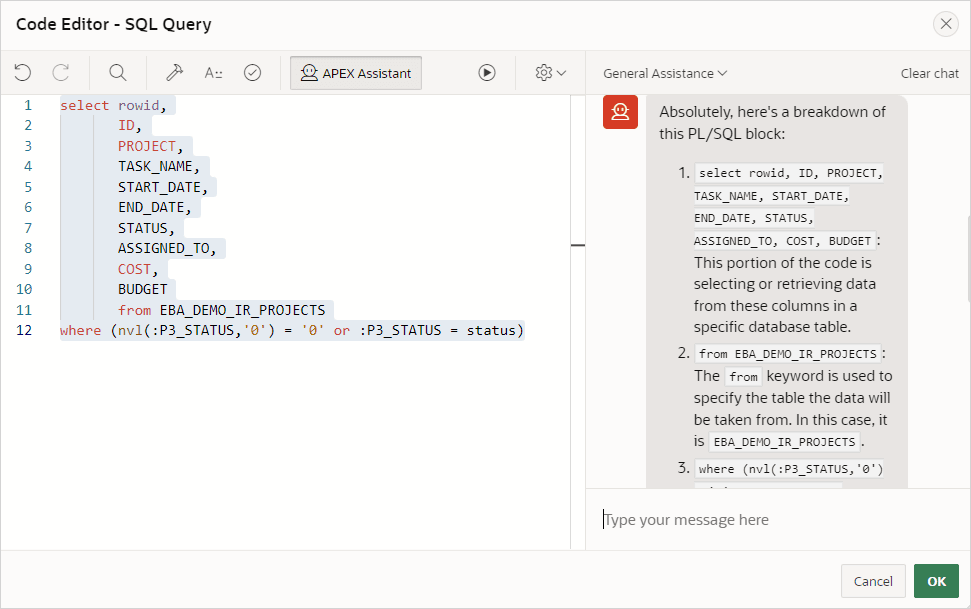 Code Editor - SQL Query
A::
APEX Assistant
General Assistance
Clear chat
1 select rowid,
2 ID,
3 PROJECT,
4 TASK_NAME,
5 START_DATE,
6 END_DATE,
7 STATUS,
8 ASSIGNED_TO,
9 COST,
10 BUDGET
11 from EBA_DEMO_IR_PROJECTS
12 where (nvl(:P3_STATUS,'0') = '0' or :P3_STATUS = status)
Absolutely, here's a breakdown of
this PL/SQL block:
1. select rowid, ID, PROJECT,
TASK_NAME, START_DATE,
END_DATE, STATUS,
ASSIGNED_TO, COST, BUDGET :
This portion of the code is
selecting or retrieving data
from these columns in a
specific database table.
2. from EBA_DEMO_IR_PROJECTS :
The from keyword is used to
specify the table the data will
be taken from. In this case, it
is EBA_DEMO_IR_PROJECTS .
3. where (nvl(:P3_STATUS,'0')
Type your message here
Cancel
OK